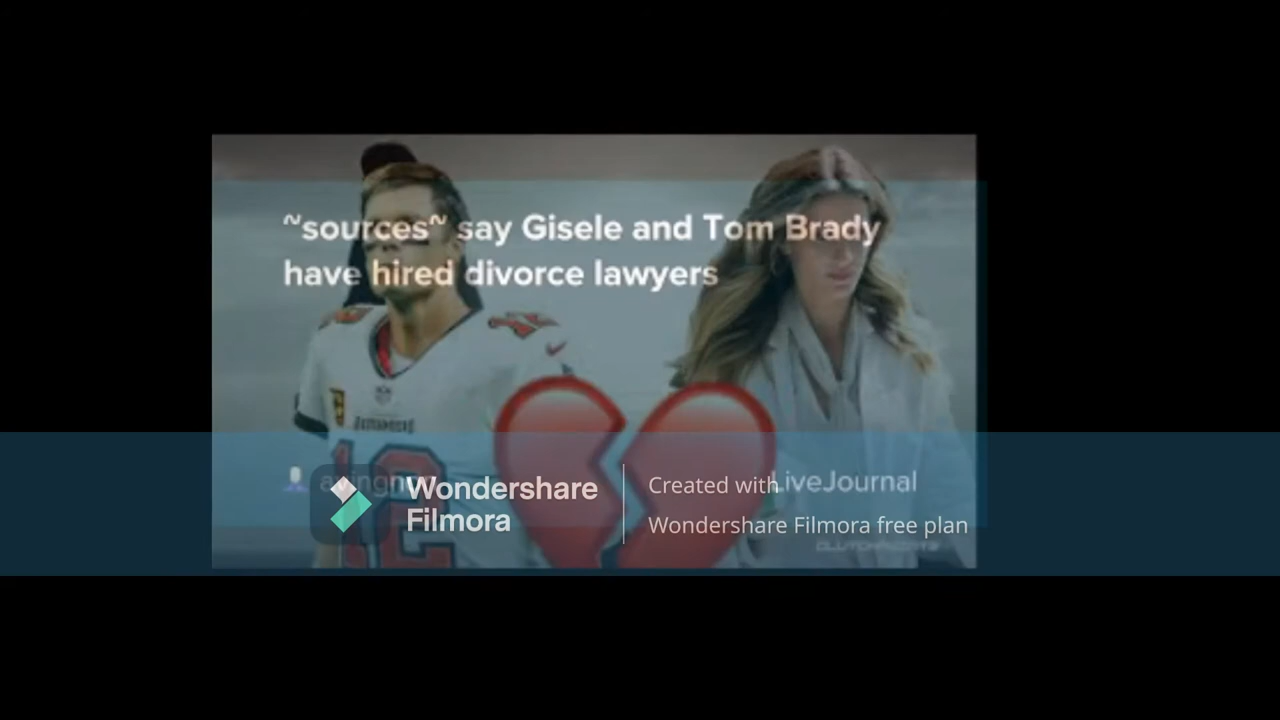 ~sources~ say Gisele and Tom Brady
have hired divorce lawyers
12
LiveJournal
Wondershare
Filmora
Created with
Wondershare Filmora free plan